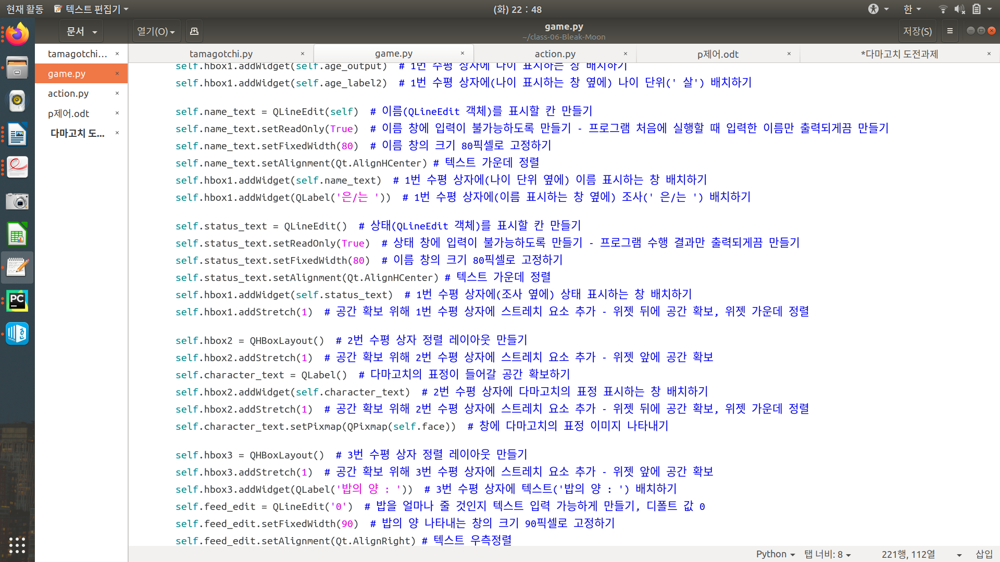 현재 활동 텍스트 편집기 (화) 22 : 48 한
문서 열기(O) game.py 저장(S)
~/class-06-Bleak-Moon
tamagotchi... × tamagotchi.py × game.py × action.py × p제어.odt × *다마고치 도전과제 ×
game.py ×
action.py ×
p제어.odt ×
다마고치 도... ×
self.hbox1.addWidget(self.age_output)  # 1번 수평 상자에 나이 표시하는 창 배치하기
self.hbox1.addWidget(self.age_label2)  # 1번 수평 상자에(나이 표시하는 창 옆에) 나이 단위(' 살') 배치하기
self.name_text = QLineEdit(self)  # 이름(QLineEdit 객체)를 표시할 칸 만들기
self.name_text.setReadOnly(True)  # 이름 창에 입력이 불가능하도록 만들기 - 프로그램 처음에 실행할 때 입력한 이름만 출력되게끔 만들기
self.name_text.setFixedWidth(80)  # 이름 창의 크기 80픽셀로 고정하기
self.name_text.setAlignment(Qt.AlignHCenter) # 텍스트 가운데 정렬
self.hbox1.addWidget(self.name_text)  # 1번 수평 상자에(나이 단위 옆에) 이름 표시하는 창 배치하기
self.hbox1.addWidget(QLabel('은/는 '))  # 1번 수평 상자에(이름 표시하는 창 옆에) 조사(' 은/는 ') 배치하기
self.status_text = QLineEdit()  # 상태(QLineEdit 객체)를 표시할 칸 만들기
self.status_text.setReadOnly(True)  # 상태 창에 입력이 불가능하도록 만들기 - 프로그램 수행 결과만 출력되게끔 만들기
self.status_text.setFixedWidth(80)  # 이름 창의 크기 80픽셀로 고정하기
self.status_text.setAlignment(Qt.AlignHCenter) # 텍스트 가운데 정렬
self.hbox1.addWidget(self.status_text)  # 1번 수평 상자에(조사 옆에) 상태 표시하는 창 배치하기
self.hbox1.addStretch(1)  # 공간 확보 위해 1번 수평 상자에 스트레치 요소 추가 - 위젯 뒤에 공간 확보, 위젯 가운데 정렬
self.hbox2 = QHBoxLayout()  # 2번 수평 상자 정렬 레이아웃 만들기
self.hbox2.addStretch(1)  # 공간 확보 위해 2번 수평 상자에 스트레치 요소 추가 - 위젯 앞에 공간 확보
self.character_text = QLabel()  # 다마고치의 표정이 들어갈 공간 확보하기
self.hbox2.addWidget(self.character_text)  # 2번 수평 상자에 다마고치의 표정 표시하는 창 배치하기
self.hbox2.addStretch(1)  # 공간 확보 위해 2번 수평 상자에 스트레치 요소 추가 - 위젯 뒤에 공간 확보, 위젯 가운데 정렬
self.character_text.setPixmap(QPixmap(self.face))  # 창에 다마고치의 표정 이미지 나타내기
self.hbox3 = QHBoxLayout()  # 3번 수평 상자 정렬 레이아웃 만들기
self.hbox3.addStretch(1)  # 공간 확보 위해 3번 수평 상자에 스트레치 요소 추가 - 위젯 앞에 공간 확보
self.hbox3.addWidget(QLabel('밥의 양 : '))  # 3번 수평 상자에 텍스트('밥의 양 : ') 배치하기
self.feed_edit = QLineEdit('0')  # 밥을 얼마나 줄 것인지 텍스트 입력 가능하게 만들기, 디폴트 값 0
self.feed_edit.setFixedWidth(90)  # 밥의 양 나타내는 창의 크기 90픽셀로 고정하기
self.feed_edit.setAlignment(Qt.AlignRight) # 텍스트 우측정렬
PC
Python 탭 너비: 8 221행, 112열 삽입